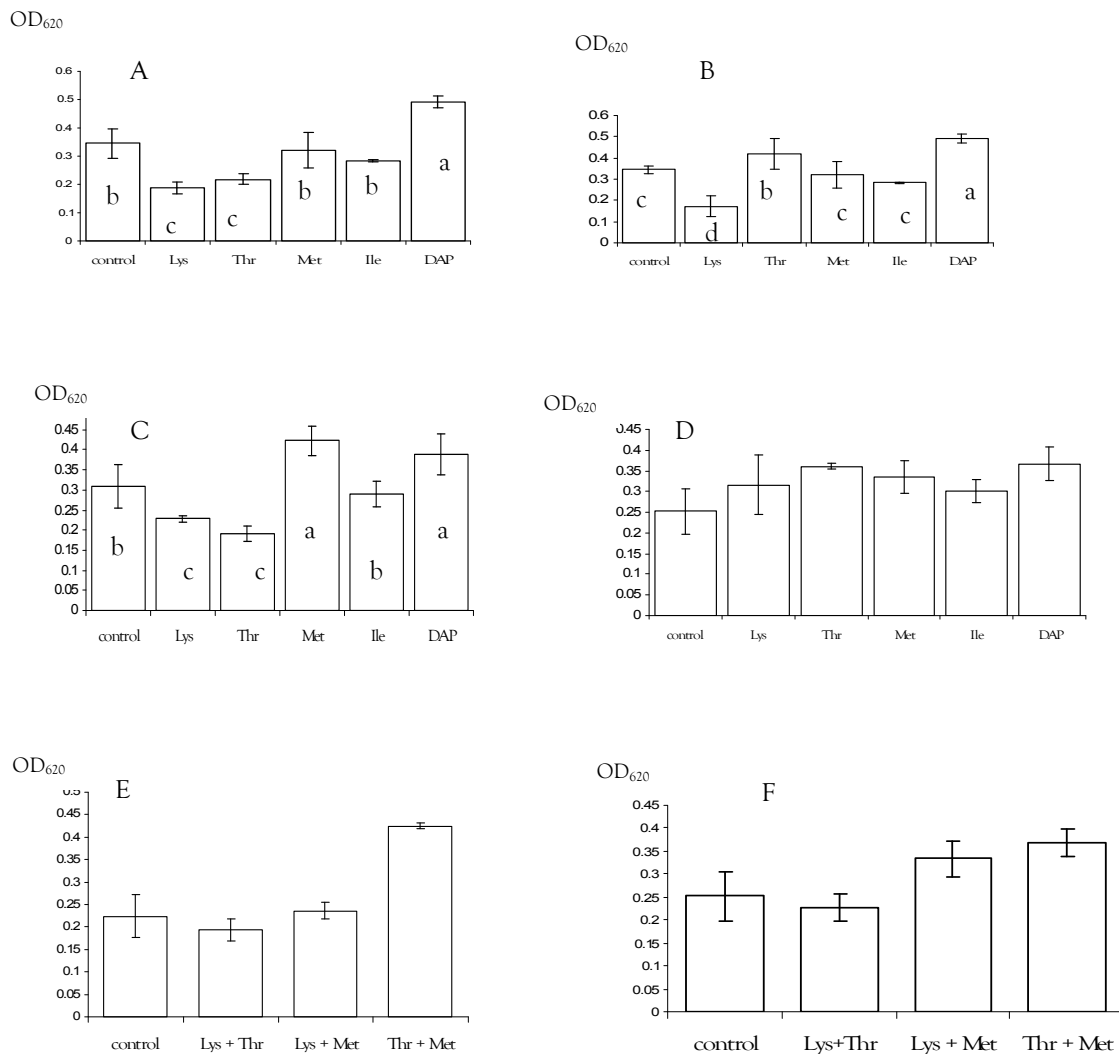 OD620
A
0.6
0.5
0.4
0.3
0.2
0.1
0
b
c
c
b
b
a
control Lys Thr Met Ile DAP
OD620
B
0.6
0.5
0.4
0.3
0.2
0.1
0
c
d
b
c
c
a
control Lys Thr Met Ile DAP
OD620
C
0.45
0.4
0.35
0.3
0.25
0.2
0.15
0.1
0.05
0
b
c
c
a
b
a
control Lys Thr Met Ile DAP
OD620
D
0.45
0.4
0.35
0.3
0.25
0.2
0.15
0.1
0.05
0
control Lys Thr Met Ile DAP
OD620
E
0.5
0.45
0.4
0.35
0.3
0.25
0.2
0.15
0.1
0.05
0
control Lys + Thr Lys + Met Thr + Met
OD620
F
0.45
0.4
0.35
0.3
0.25
0.2
0.15
0.1
0.05
0
control Lys+Thr Lys + Met Thr + Met